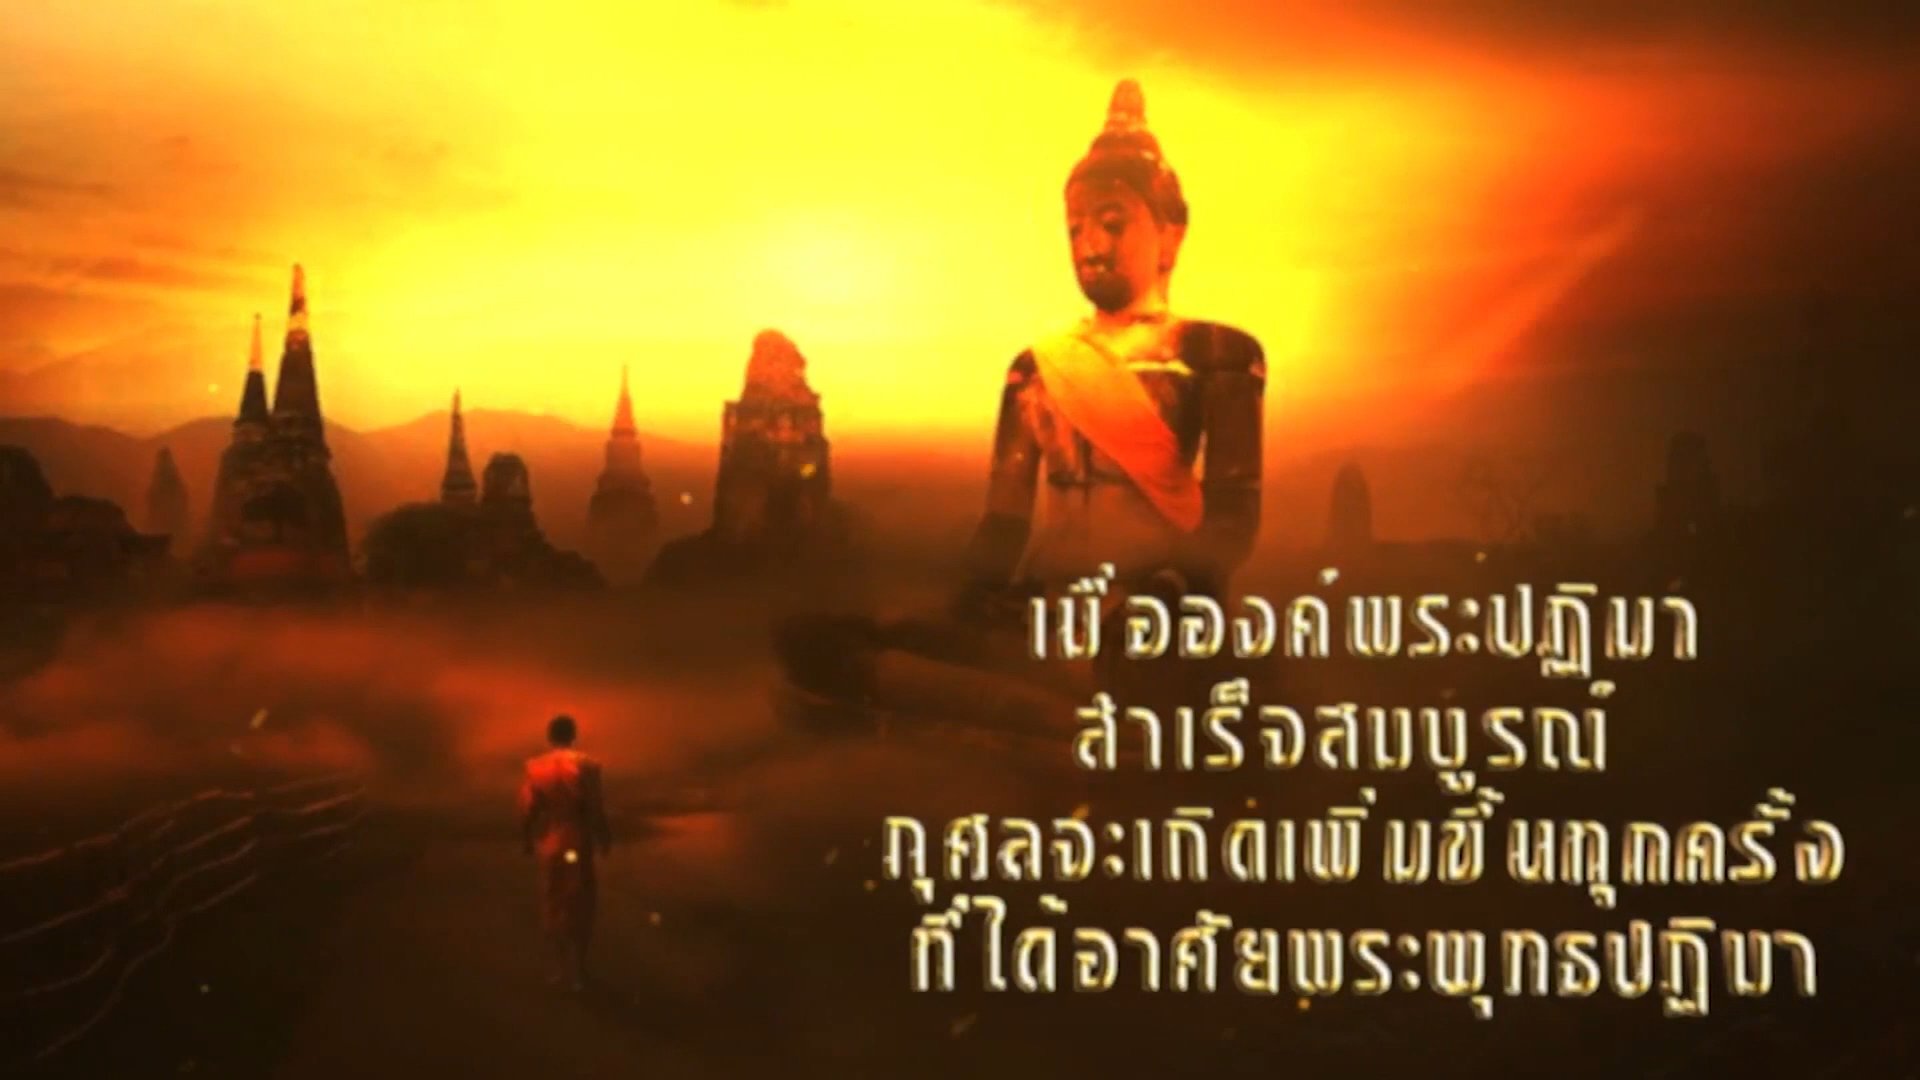 เมื่อองค์พระปฏิมา
สำเร็จสมบูรณ์
กุศลจะเกิดเพิ่มขึ้นทุกครั้ง
ที่ได้อาศัยพระพุทธปฏิมา